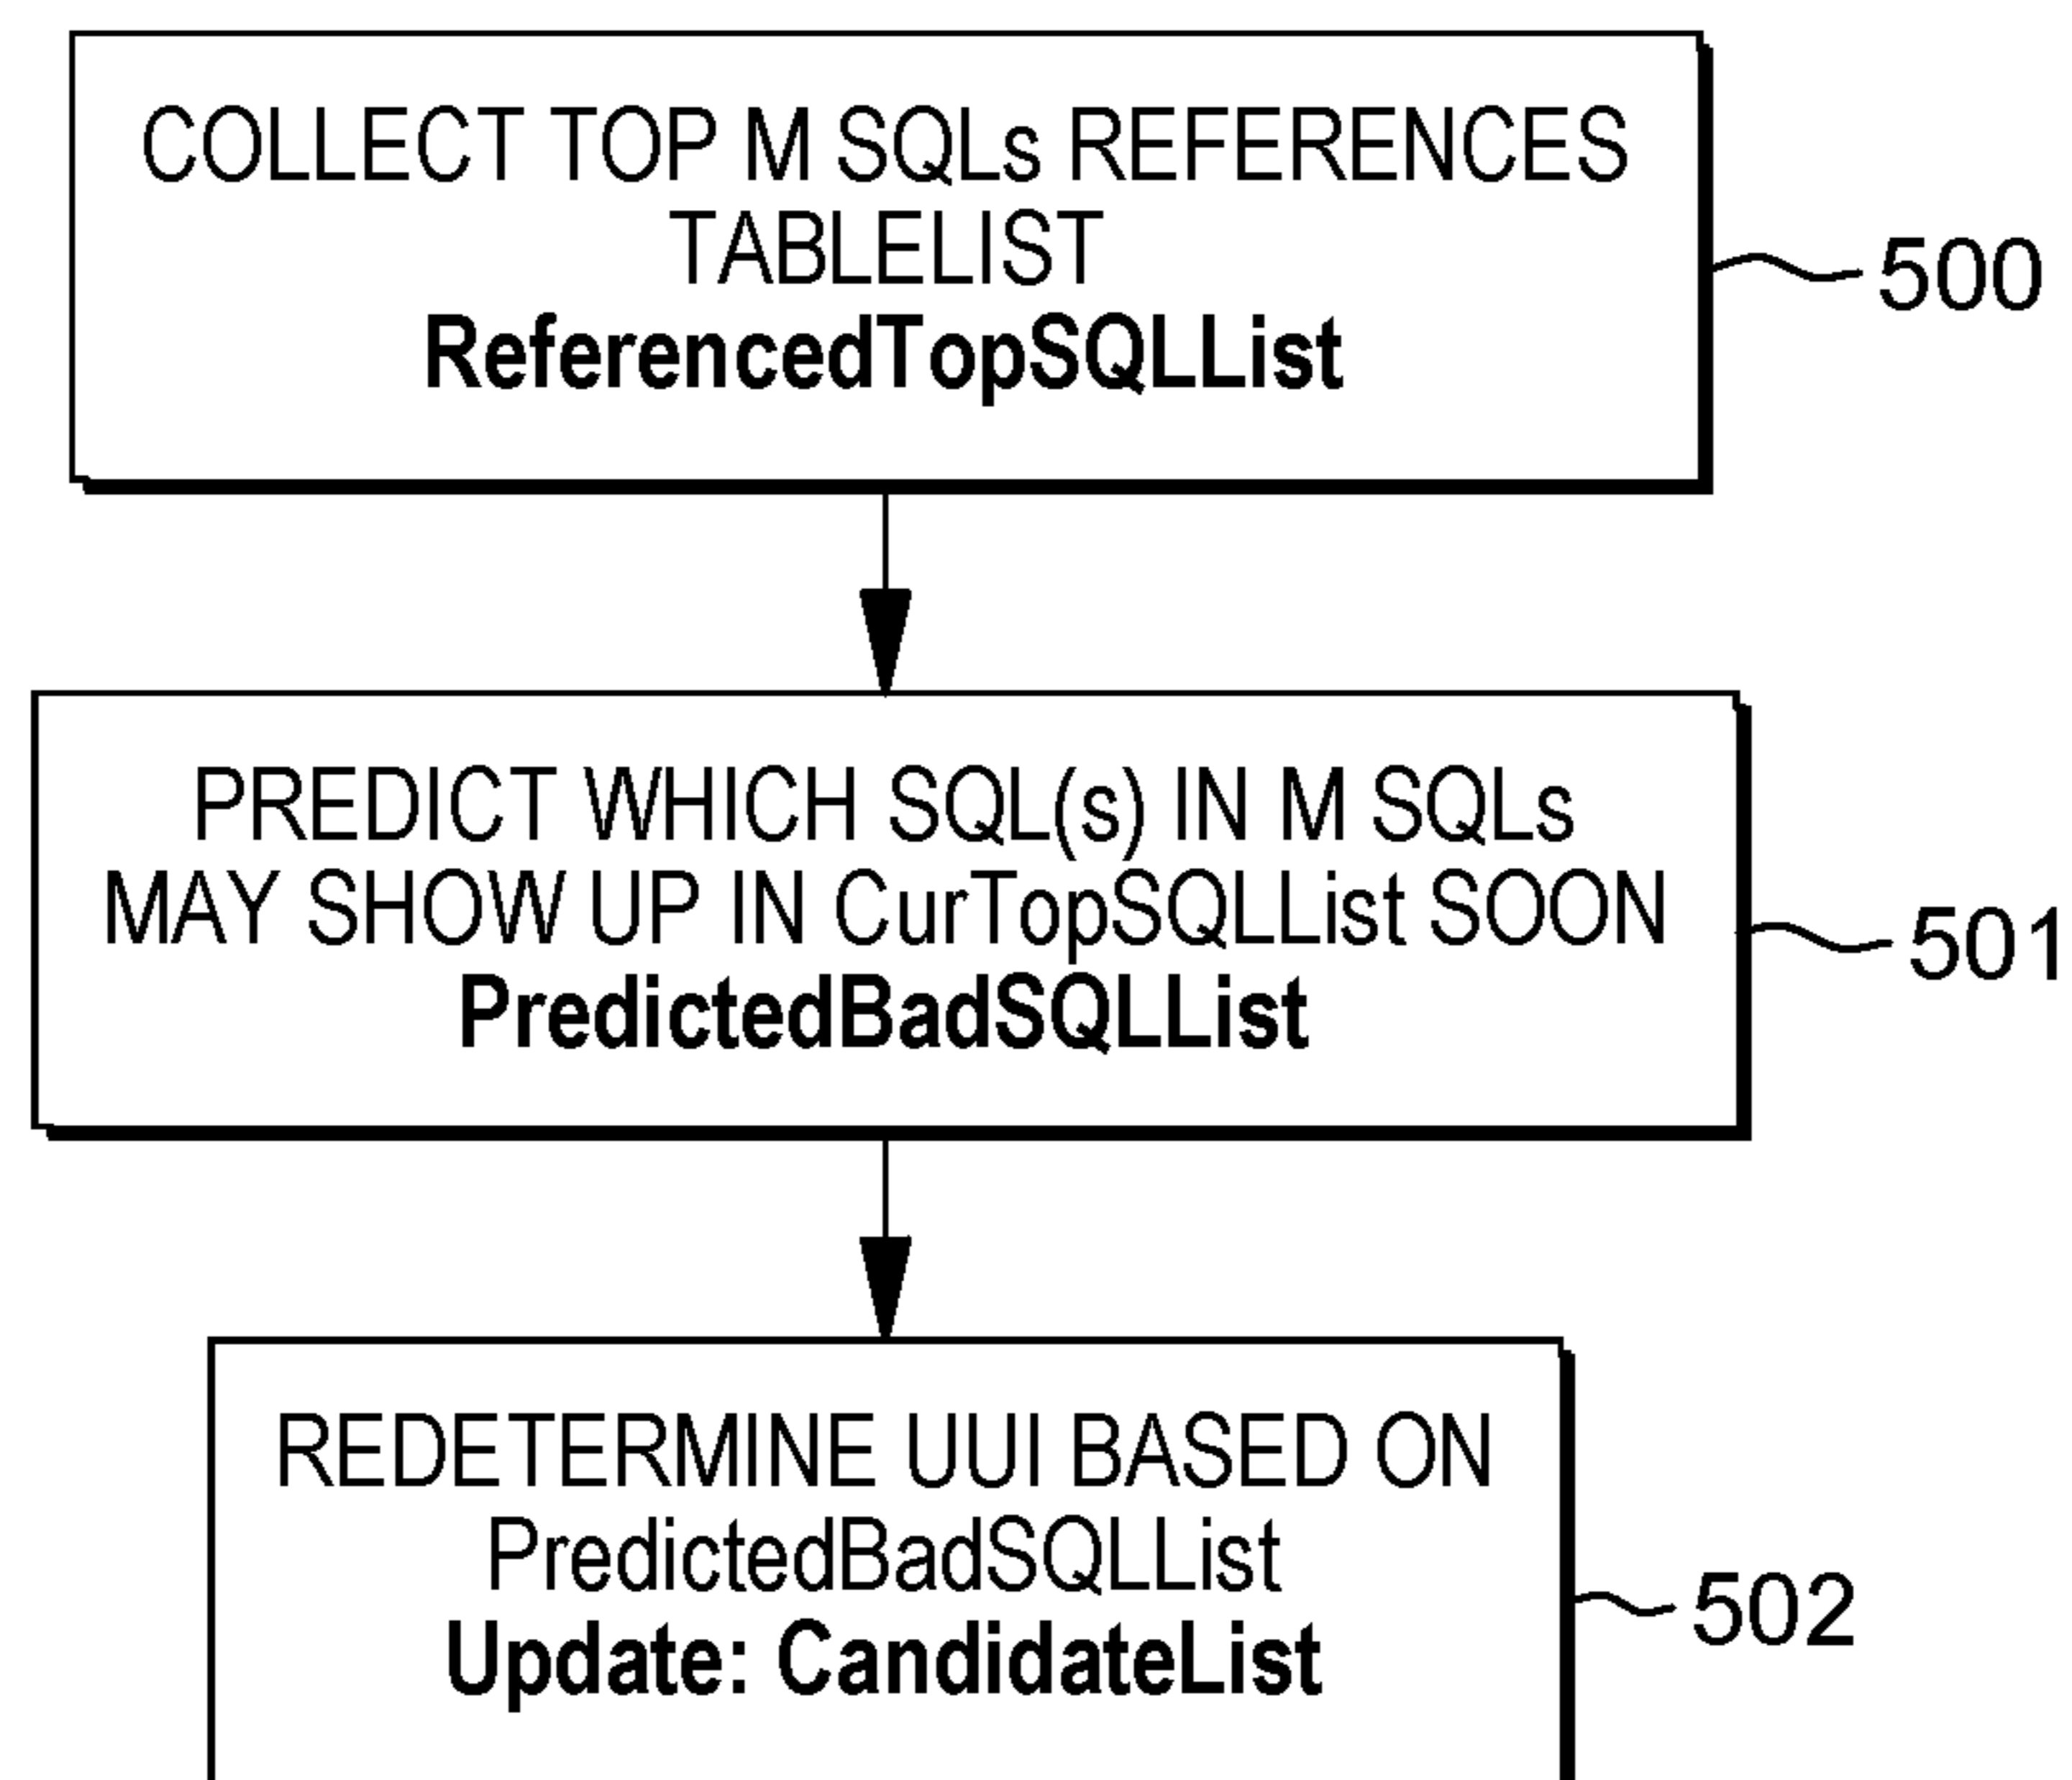 COLLECT TOP M SQLs REFERENCES
TABLELIST
ReferencedTopSQLList
500
PREDICT WHICH SQL(s) IN M SQLs
MAY SHOW UP IN CurTopSQLList SOON
PredictedBadSQLList
501
REDETERMINE UUI BASED ON
PredictedBadSQLList
Update: CandidateList
502